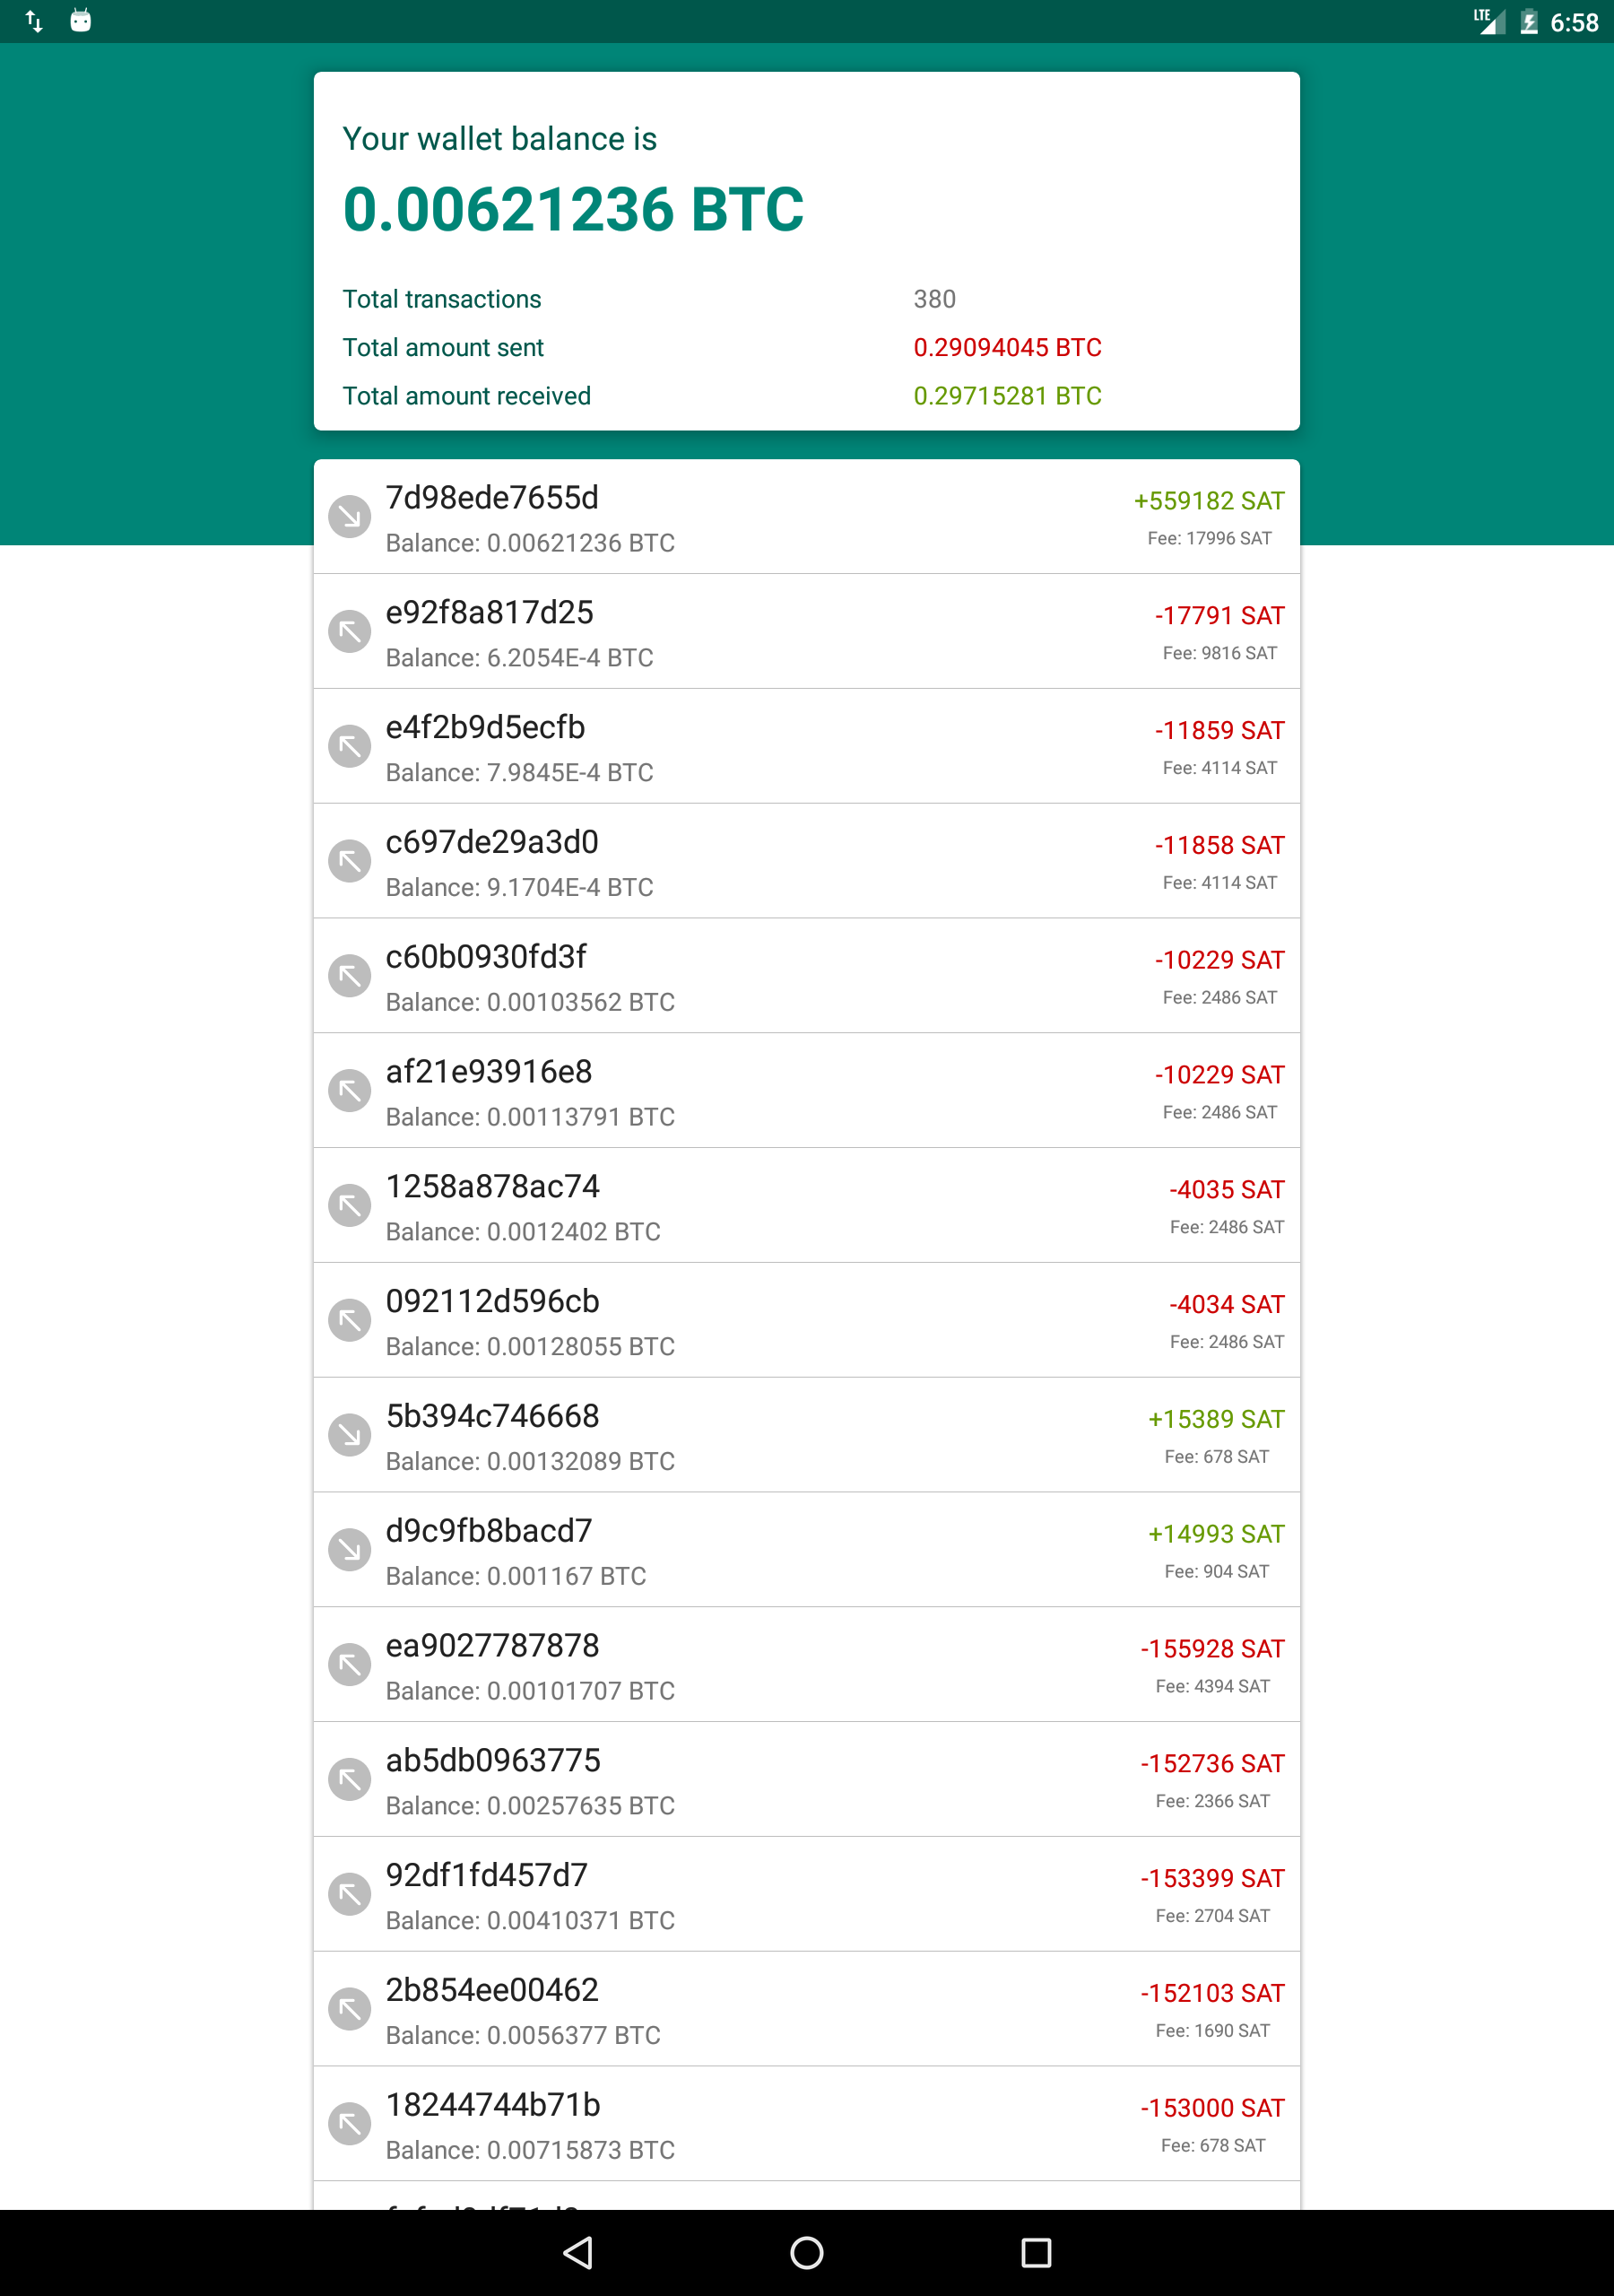 LTE 6:58
Your wallet balance is
0.00621236 BTC
Total transactions 380
Total amount sent 0.29094045 BTC
Total amount received 0.29715281 BTC
7d98ede7655d +559182 SAT
Balance: 0.00621236 BTC Fee: 17996 SAT
e92f8a817d25 -17791 SAT
Balance: 6.2054E-4 BTC Fee: 9816 SAT
e4f2b9d5ecfb -11859 SAT
Balance: 7.9845E-4 BTC Fee: 4114 SAT
c697de29a3d0 -11858 SAT
Balance: 9.1704E-4 BTC Fee: 4114 SAT
c60b0930fd3f -10229 SAT
Balance: 0.00103562 BTC Fee: 2486 SAT
af21e93916e8 -10229 SAT
Balance: 0.00113791 BTC Fee: 2486 SAT
1258a878ac74 -4035 SAT
Balance: 0.0012402 BTC Fee: 2486 SAT
092112d596cb -4034 SAT
Balance: 0.00128055 BTC Fee: 2486 SAT
5b394c746668 +15389 SAT
Balance: 0.00132089 BTC Fee: 678 SAT
d9c9fb8bacd7 +14993 SAT
Balance: 0.001167 BTC Fee: 904 SAT
ea9027787878 -155928 SAT
Balance: 0.00101707 BTC Fee: 4394 SAT
ab5db0963775 -152736 SAT
Balance: 0.00257635 BTC Fee: 2366 SAT
92df1fd457d7 -153399 SAT
Balance: 0.00410371 BTC Fee: 2704 SAT
2b854ee00462 -152103 SAT
Balance: 0.0056377 BTC Fee: 1690 SAT
18244744b71b -153000 SAT
Balance: 0.00715873 BTC Fee: 678 SAT